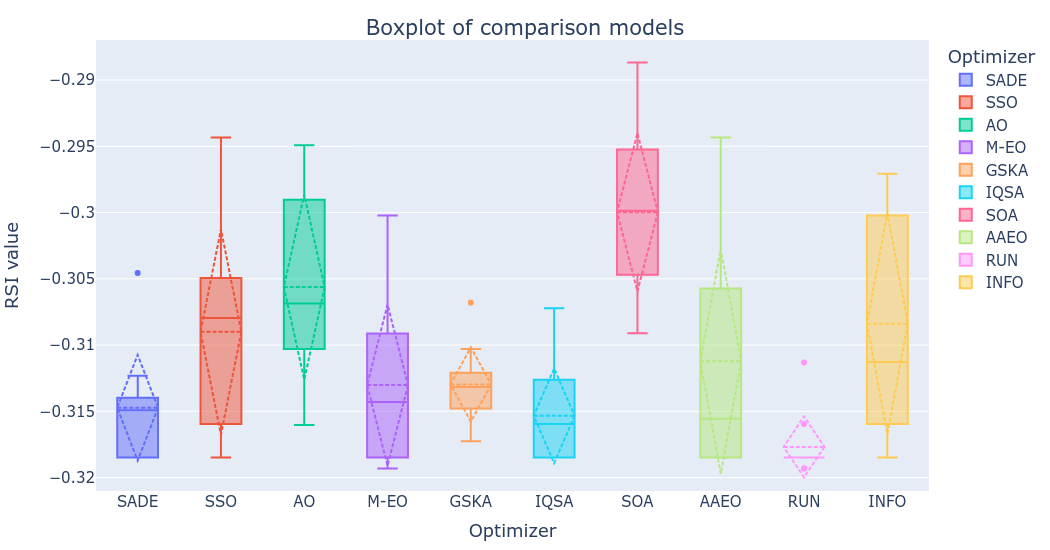 Boxplot of comparison models
RSI value
−0.29
−0.295
−0.3
−0.305
−0.31
−0.315
−0.32
SADE SSO AO M-EO GSKA IQSA SOA AAEO RUN INFO
Optimizer
Optimizer
SADE
SSO
AO
M-EO
GSKA
IQSA
SOA
AAEO
RUN
INFO